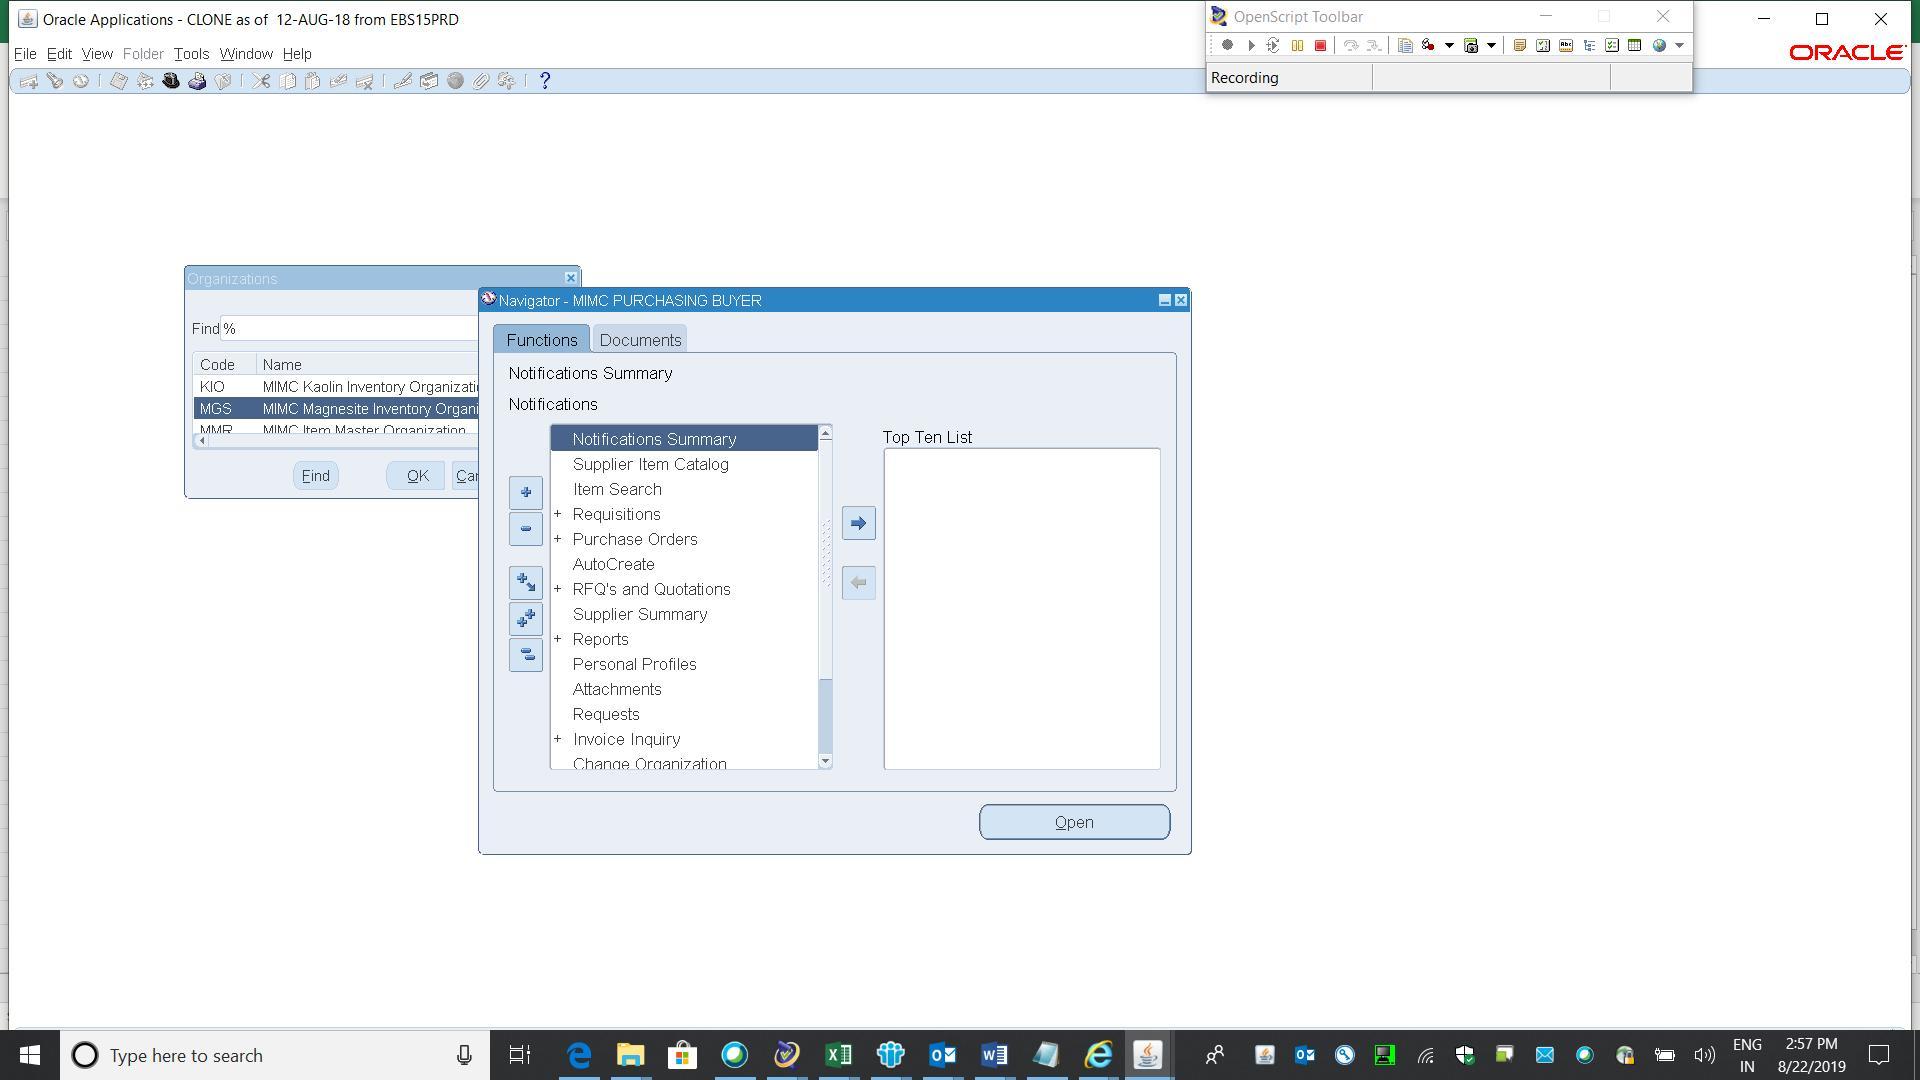 Oracle Applications - CLONE as of  12-AUG-18 from EBS15PRD
File Edit View Folder Tools Window Help
OpenScript Toolbar
Recording
ORACLE
Organizations
Find %
Code Name
KIO MIMC Kaolin Inventory Organizati
MGS MIMC Magnesite Inventory Organi
MMR MIMC Item Master Organization
Find OK Can
Navigator - MIMC PURCHASING BUYER
Functions Documents
Notifications Summary
Notifications
Notifications Summary
Supplier Item Catalog
Item Search
+ Requisitions
+ Purchase Orders
AutoCreate
+ RFQ's and Quotations
Supplier Summary
+ Reports
Personal Profiles
Attachments
Requests
+ Invoice Inquiry
Change Organization
Top Ten List
Open
Type here to search
ENG
IN
2:57 PM
8/22/2019